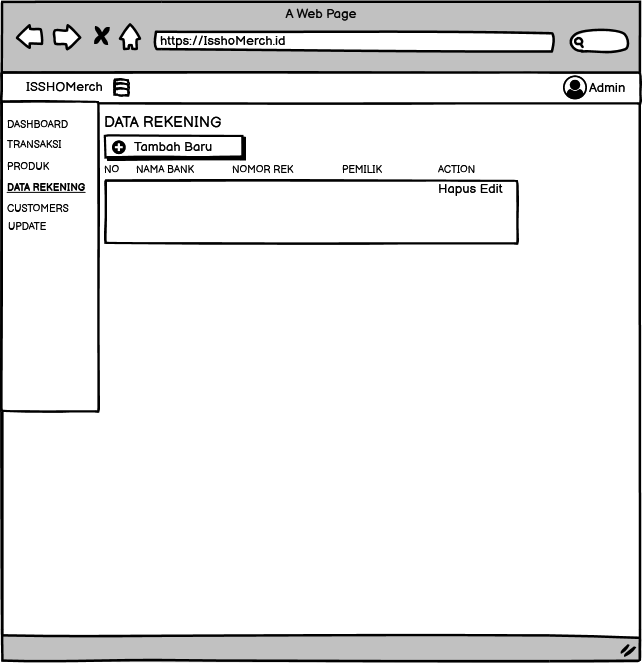 A Web Page
https://IsshoMerch.id
ISSHOMerch
Admin
DASHBOARD
TRANSAKSI
PRODUK
DATA REKENING
CUSTOMERS
UPDATE
DATA REKENING
Tambah Baru
NO NAMA BANK NOMOR REK PEMILIK ACTION
Hapus Edit